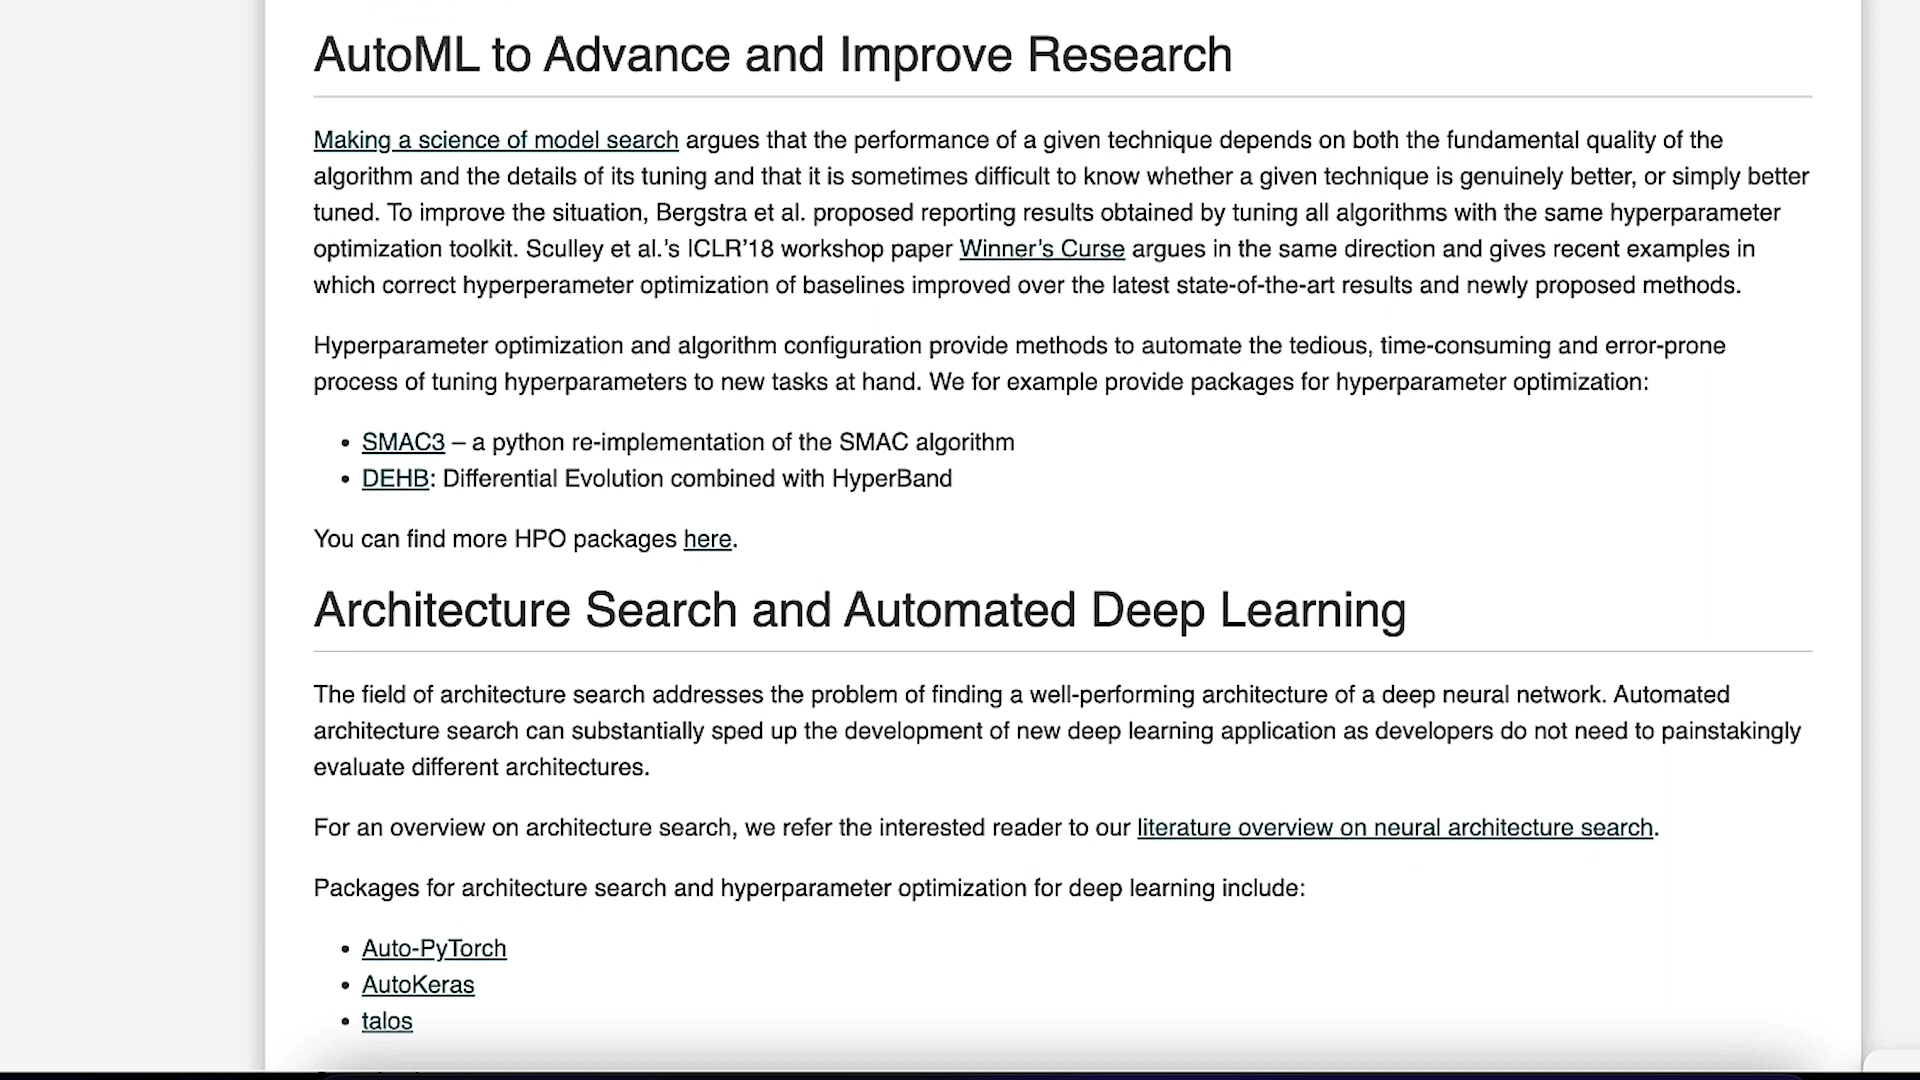 AutoML to Advance and Improve Research
Making a science of model search argues that the performance of a given technique depends on both the fundamental quality of the
algorithm and the details of its tuning and that it is sometimes difficult to know whether a given technique is genuinely better, or simply better
tuned. To improve the situation, Bergstra et al. proposed reporting results obtained by tuning all algorithms with the same hyperparameter
optimization toolkit. Sculley et al.’s ICLR’18 workshop paper Winner’s Curse argues in the same direction and gives recent examples in
which correct hyperperameter optimization of baselines improved over the latest state-of-the-art results and newly proposed methods.
Hyperparameter optimization and algorithm configuration provide methods to automate the tedious, time-consuming and error-prone
process of tuning hyperparameters to new tasks at hand. We for example provide packages for hyperparameter optimization:
• SMAC3 – a python re-implementation of the SMAC algorithm
• DEHB: Differential Evolution combined with HyperBand
You can find more HPO packages here.
Architecture Search and Automated Deep Learning
The field of architecture search addresses the problem of finding a well-performing architecture of a deep neural network. Automated
architecture search can substantially sped up the development of new deep learning application as developers do not need to painstakingly
evaluate different architectures.
For an overview on architecture search, we refer the interested reader to our literature overview on neural architecture search.
Packages for architecture search and hyperparameter optimization for deep learning include:
• Auto-PyTorch
• AutoKeras
• talos